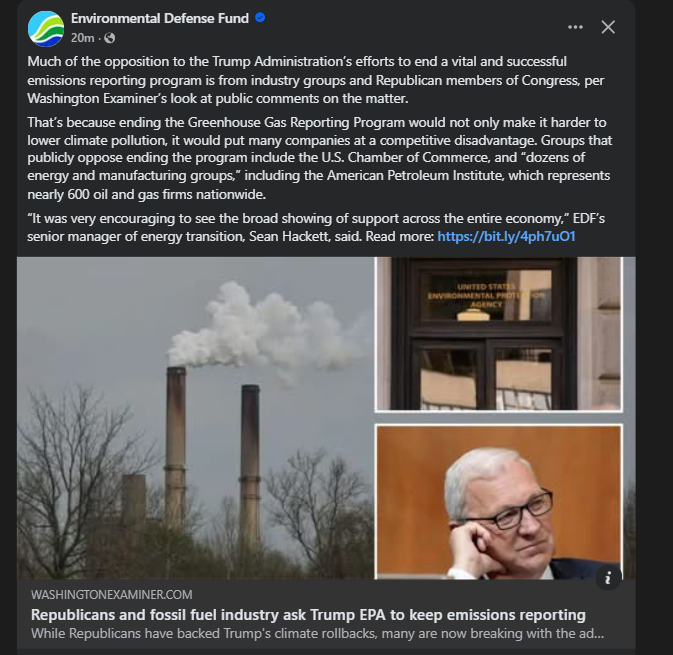 Environmental Defense Fund
20m ·
Much of the opposition to the Trump Administration's efforts to end a vital and successful
emissions reporting program is from industry groups and Republican members of Congress, per
Washington Examiner's look at public comments on the matter.
That's because ending the Greenhouse Gas Reporting Program would not only make it harder to
lower climate pollution, it would put many companies at a competitive disadvantage. Groups that
publicly oppose ending the program include the U.S. Chamber of Commerce, and "dozens of
energy and manufacturing groups," including the American Petroleum Institute, which represents
nearly 600 oil and gas firms nationwide.
"It was very encouraging to see the broad showing of support across the entire economy," EDF's
senior manager of energy transition, Sean Hackett, said. Read more: https://bit.ly/4ph7uO1
UNITED STATES
ENVIRONMENTAL PROTECTION
AGENCY
WASHINGTONEXAMINER.COM
Republicans and fossil fuel industry ask Trump EPA to keep emissions reporting
While Republicans have backed Trump's climate rollbacks, many are now breaking with the ad...